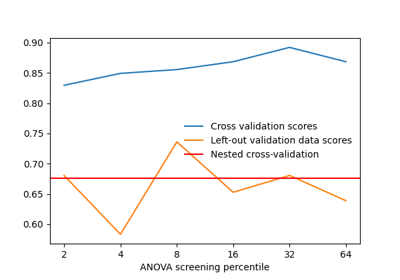 0.90
0.85
0.80
0.75
0.70
0.65
0.60
Cross validation scores
Left-out validation data scores
Nested cross-validation
2 4 8 16 32 64
ANOVA screening percentile